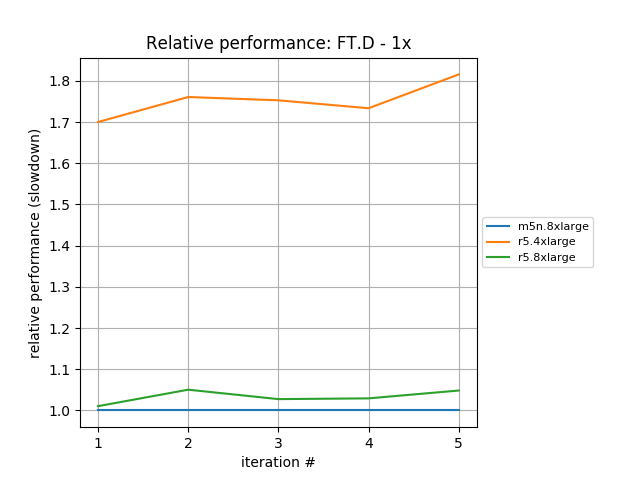 Relative performance: FT.D - 1x
relative performance (slowdown)
1.8
1.7
1.6
1.5
1.4
1.3
1.2
1.1
1.0
1 2 3 4 5
iteration #
m5n.8xlarge
r5.4xlarge
r5.8xlarge